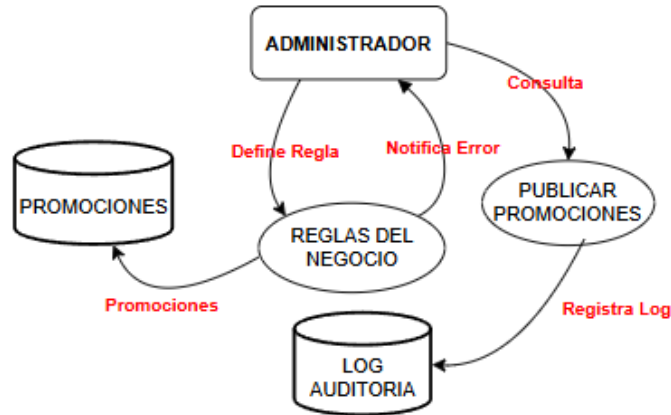 ADMINISTRADOR
Consulta
Define Regla
Notifica Error
PROMOCIONES
PUBLICAR
PROMOCIONES
REGLAS DEL
NEGOCIO
Promociones
Registra Log
LOG
AUDITORIA